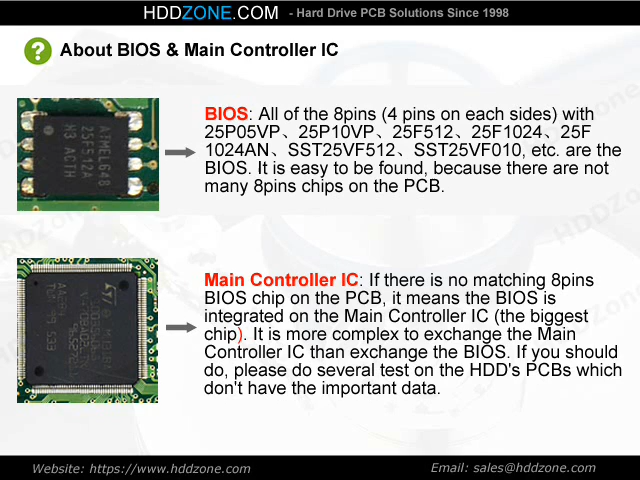 HDDZONE.COM - Hard Drive PCB Solutions Since 1998
? About BIOS & Main Controller IC
ATMEL648
25F512A
N3 ACTH
BIOS: All of the 8pins (4 pins on each sides) with
25P05VP、25P10VP、25F512、25F1024、25F
1024AN、SST25VF512、SST25VF010, etc. are the
BIOS. It is easy to be found, because there are not
many 8pins chips on the PCB.
Main Controller IC: If there is no matching 8pins
BIOS chip on the PCB, it means the BIOS is
integrated on the Main Controller IC (the biggest
chip). It is more complex to exchange the Main
Controller IC than exchange the BIOS. If you should
do, please do several test on the HDD's PCBs which
don't have the important data.
Website: https://www.hddzone.com Email: sales@hddzone.com